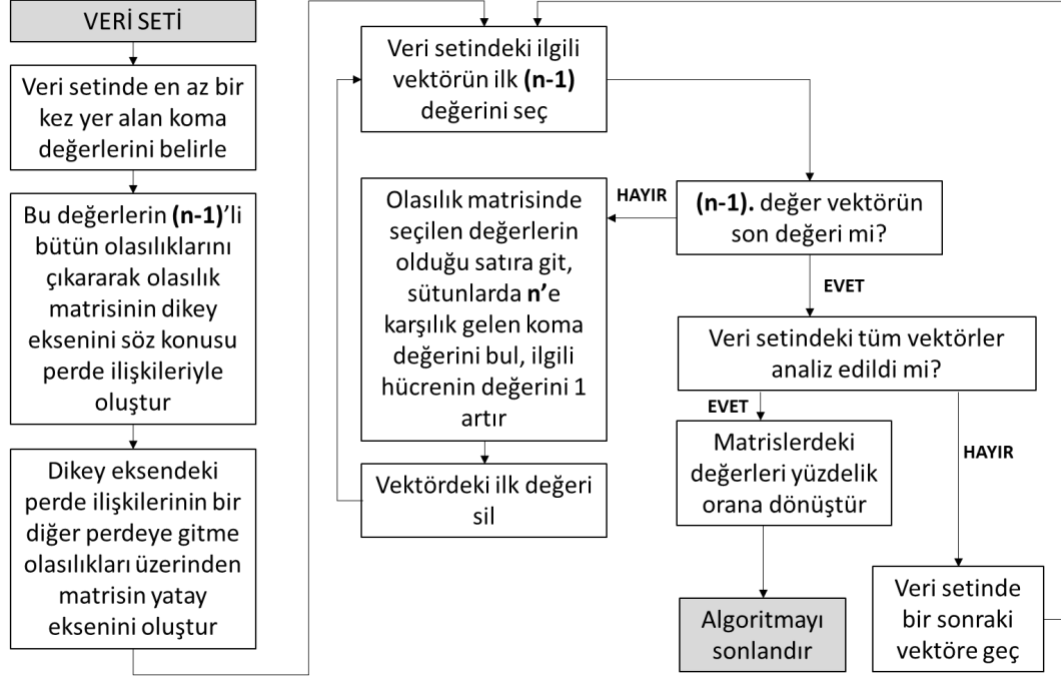 VERİ SETİ
Veri setinde en az bir
kez yer alan koma
değerlerini belirle
Bu değerlerin (n-1)’li
bütün olasılıklarını
çıkararak olasılık
matrisinin dikey
eksenini söz konusu
perde ilişkileriyle
oluştur
Dikey eksendeki
perde ilişkilerinin bir
diğer perdeye gitme
olasılıkları üzerinden
matrisin yatay
eksenini oluştur
Veri setindeki ilgili
vektörün ilk (n-1)
değerini seç
(n-1). değer vektörün
son değeri mi?
HAYIR
Olasılık matrisinde
seçilen değerlerin
olduğu satıra git,
sütunlarda n’e
karşılık gelen koma
değerini bul, ilgili
hücrenin değerini 1
artır
Vektördeki ilk değeri
sil
EVET
Veri setindeki tüm vektörler
analiz edildi mi?
EVET
Matrislerdeki
değerleri yüzdelik
orana dönüştür
Algoritmayı
sonlandır
HAYIR
Veri setinde
bir sonraki
vektöre geç